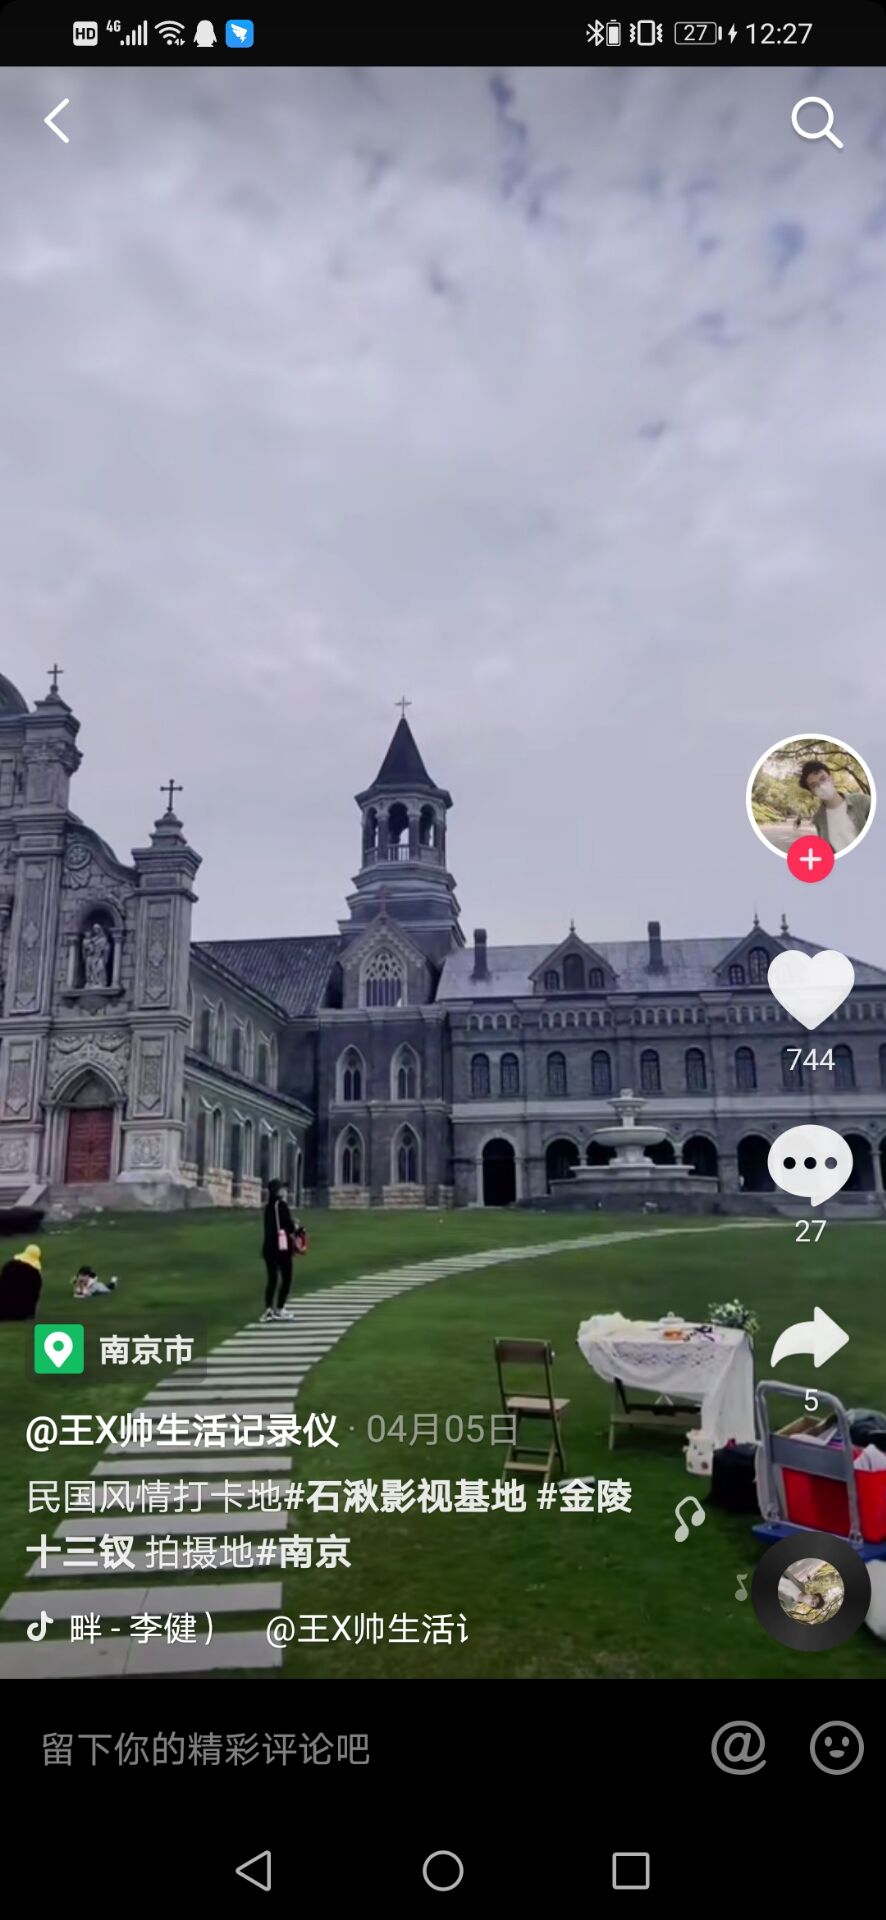 HD 4G 27 12:27
744
27
南京市
5
@王X帅生活记录仪 · 04月05日
民国风情打卡地#石湫影视基地 #金陵
十三钗 拍摄地#南京
畔 - 李健） @王X帅生活
留下你的精彩评论吧